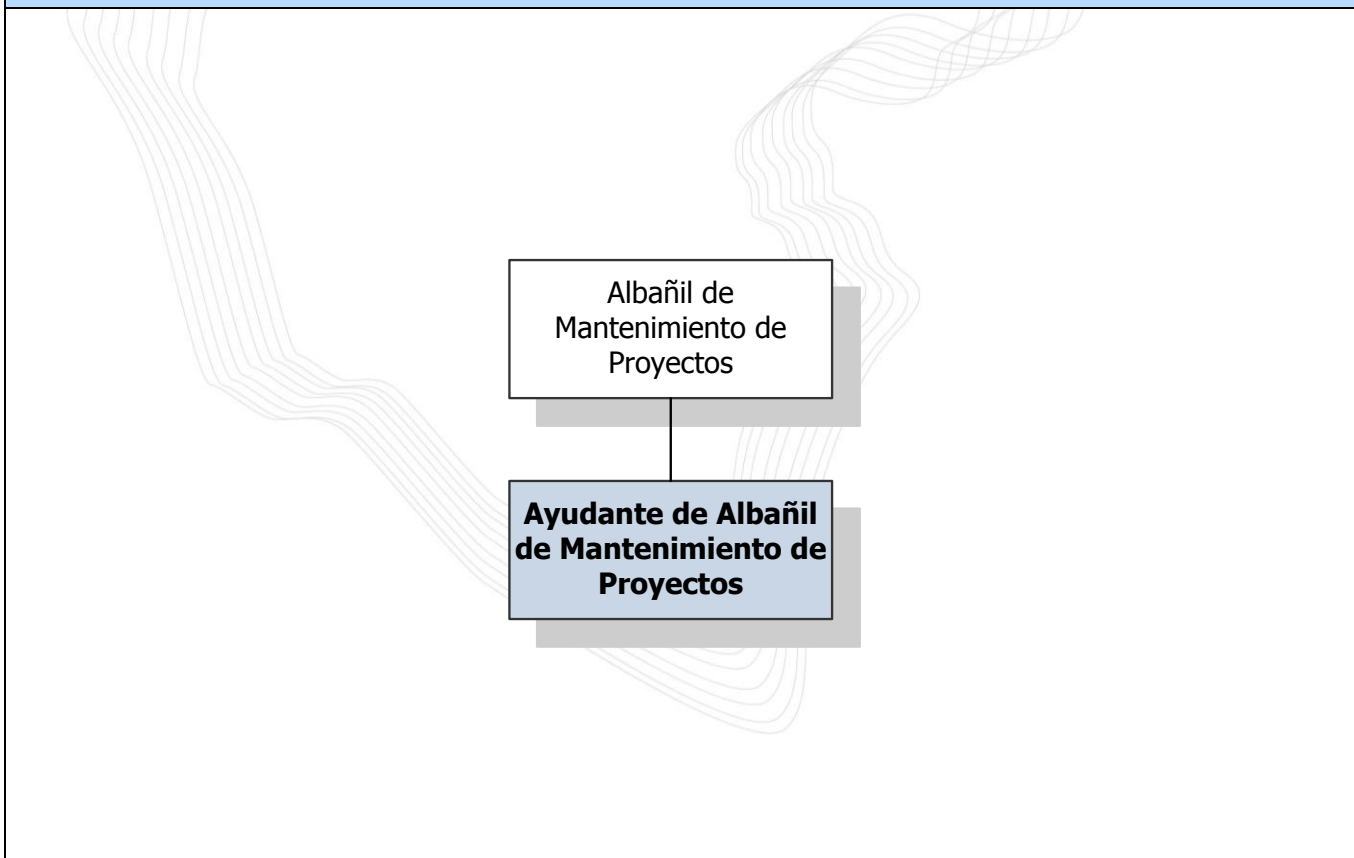 Albañil de
Mantenimiento de
Proyectos
Ayudante de Albañil
de Mantenimiento de
Proyectos